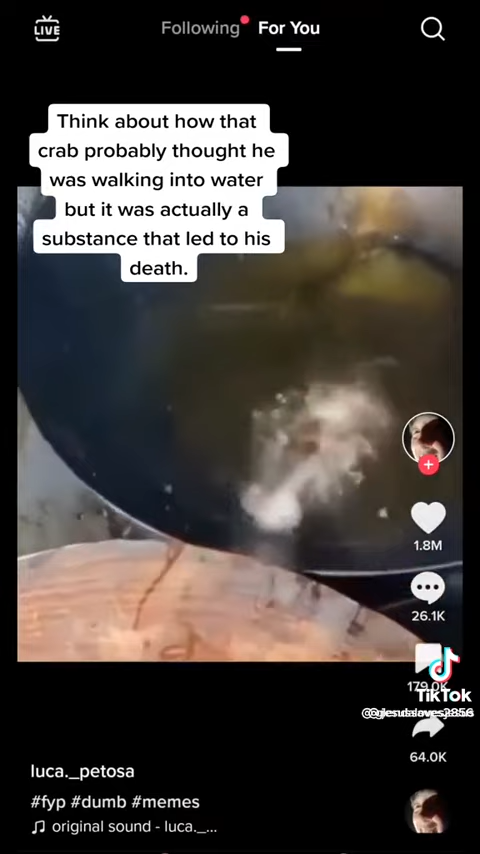 LIVE
Following
For You
Think about how that
crab probably thought he
was walking into water
but it was actually a
substance that led to his
death.
1.8M
26.1K
179.0K
TikTok
64.0K
luca._petosa
#fyp #dumb #memes
original sound - luca._...